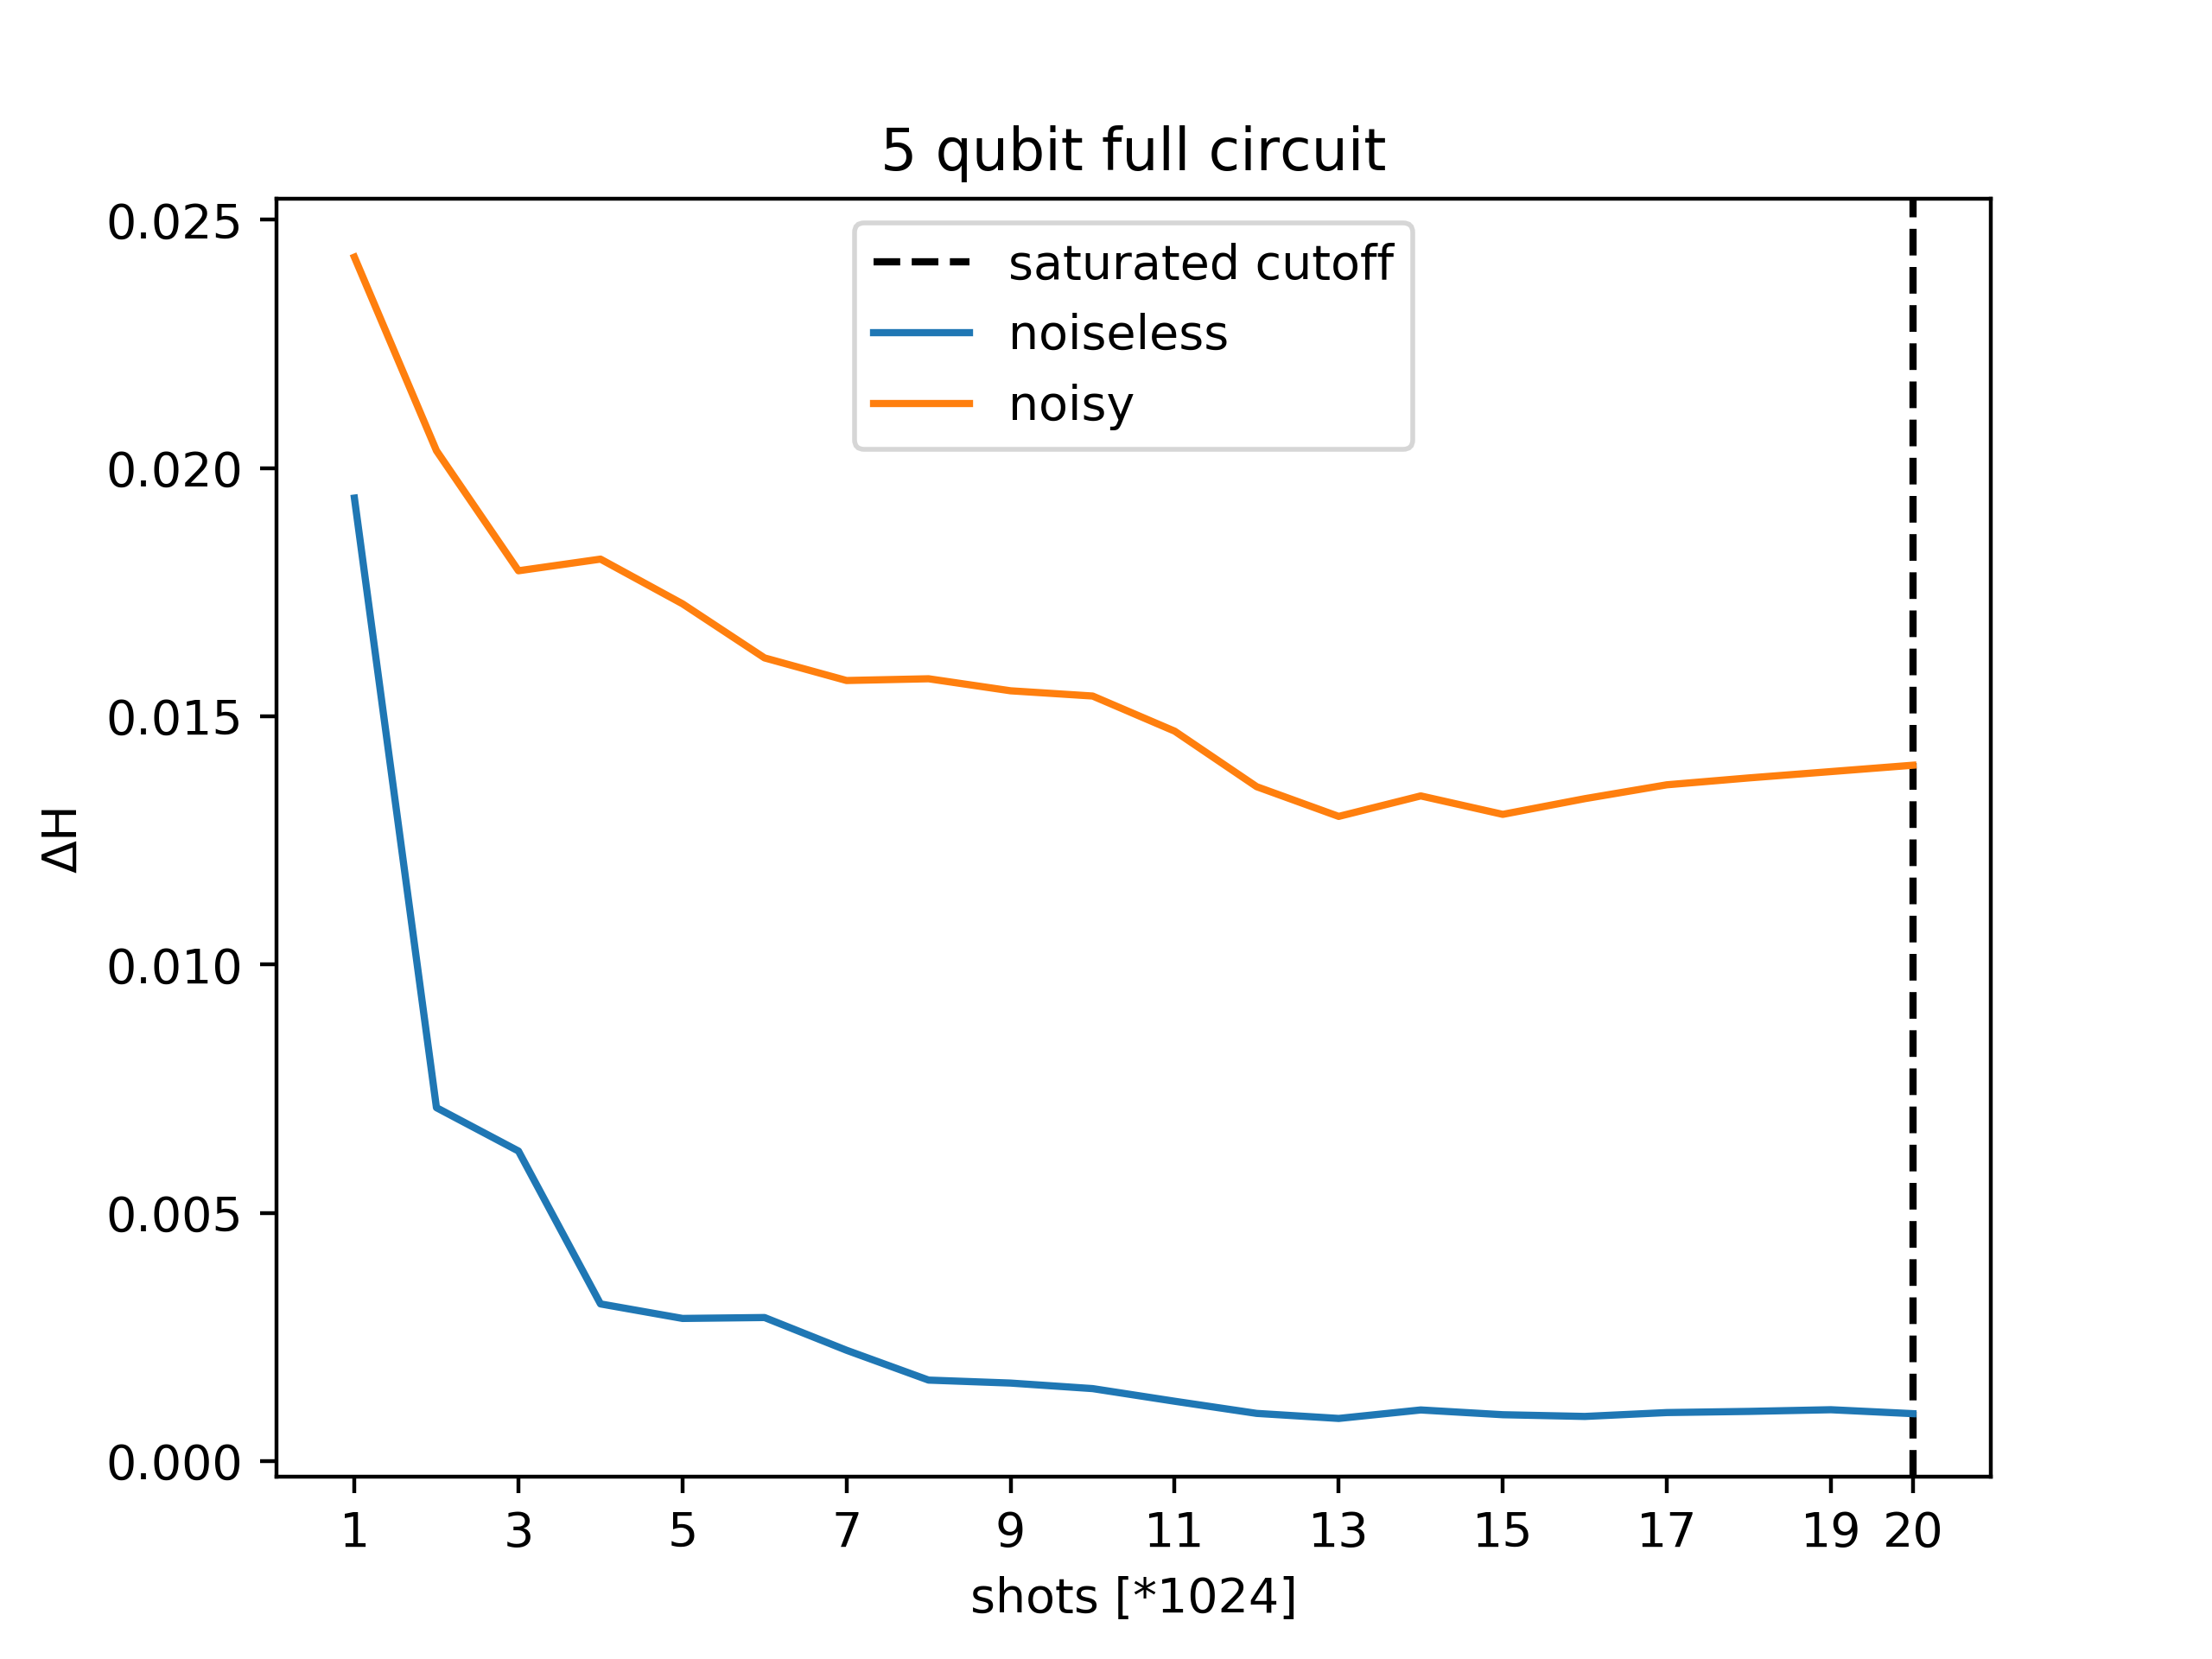 5 qubit full circuit
saturated cutoff
noiseless
noisy
0.025
0.020
0.015
0.010
0.005
0.000
ΔH
1 3 5 7 9 11 13 15 17 19 20
shots [*1024]